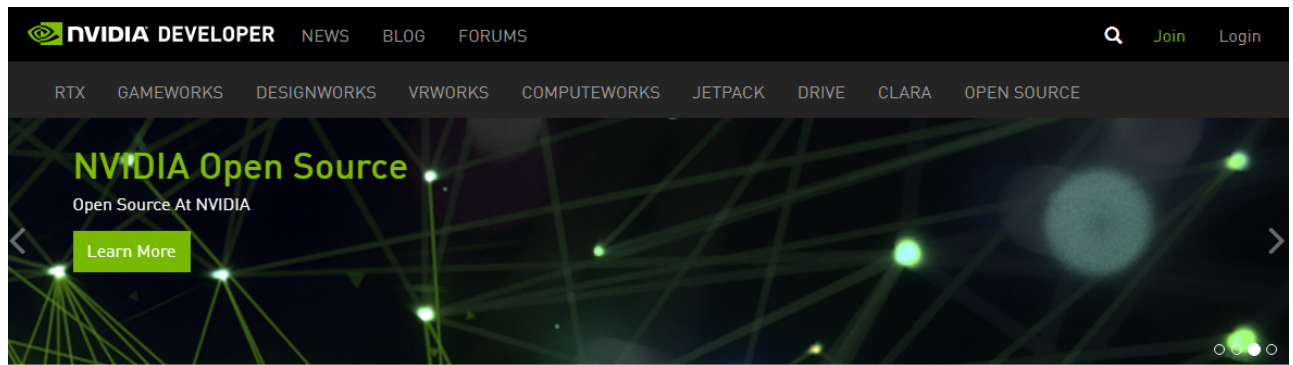 NVIDIA DEVELOPER NEWS BLOG FORUMS Join Login
RTX GAMEWORKS DESIGNWORKS VRWORKS COMPUTEWORKS JETPACK DRIVE CLARA OPEN SOURCE
NVIDIA Open Source
Open Source At NVIDIA
Learn More